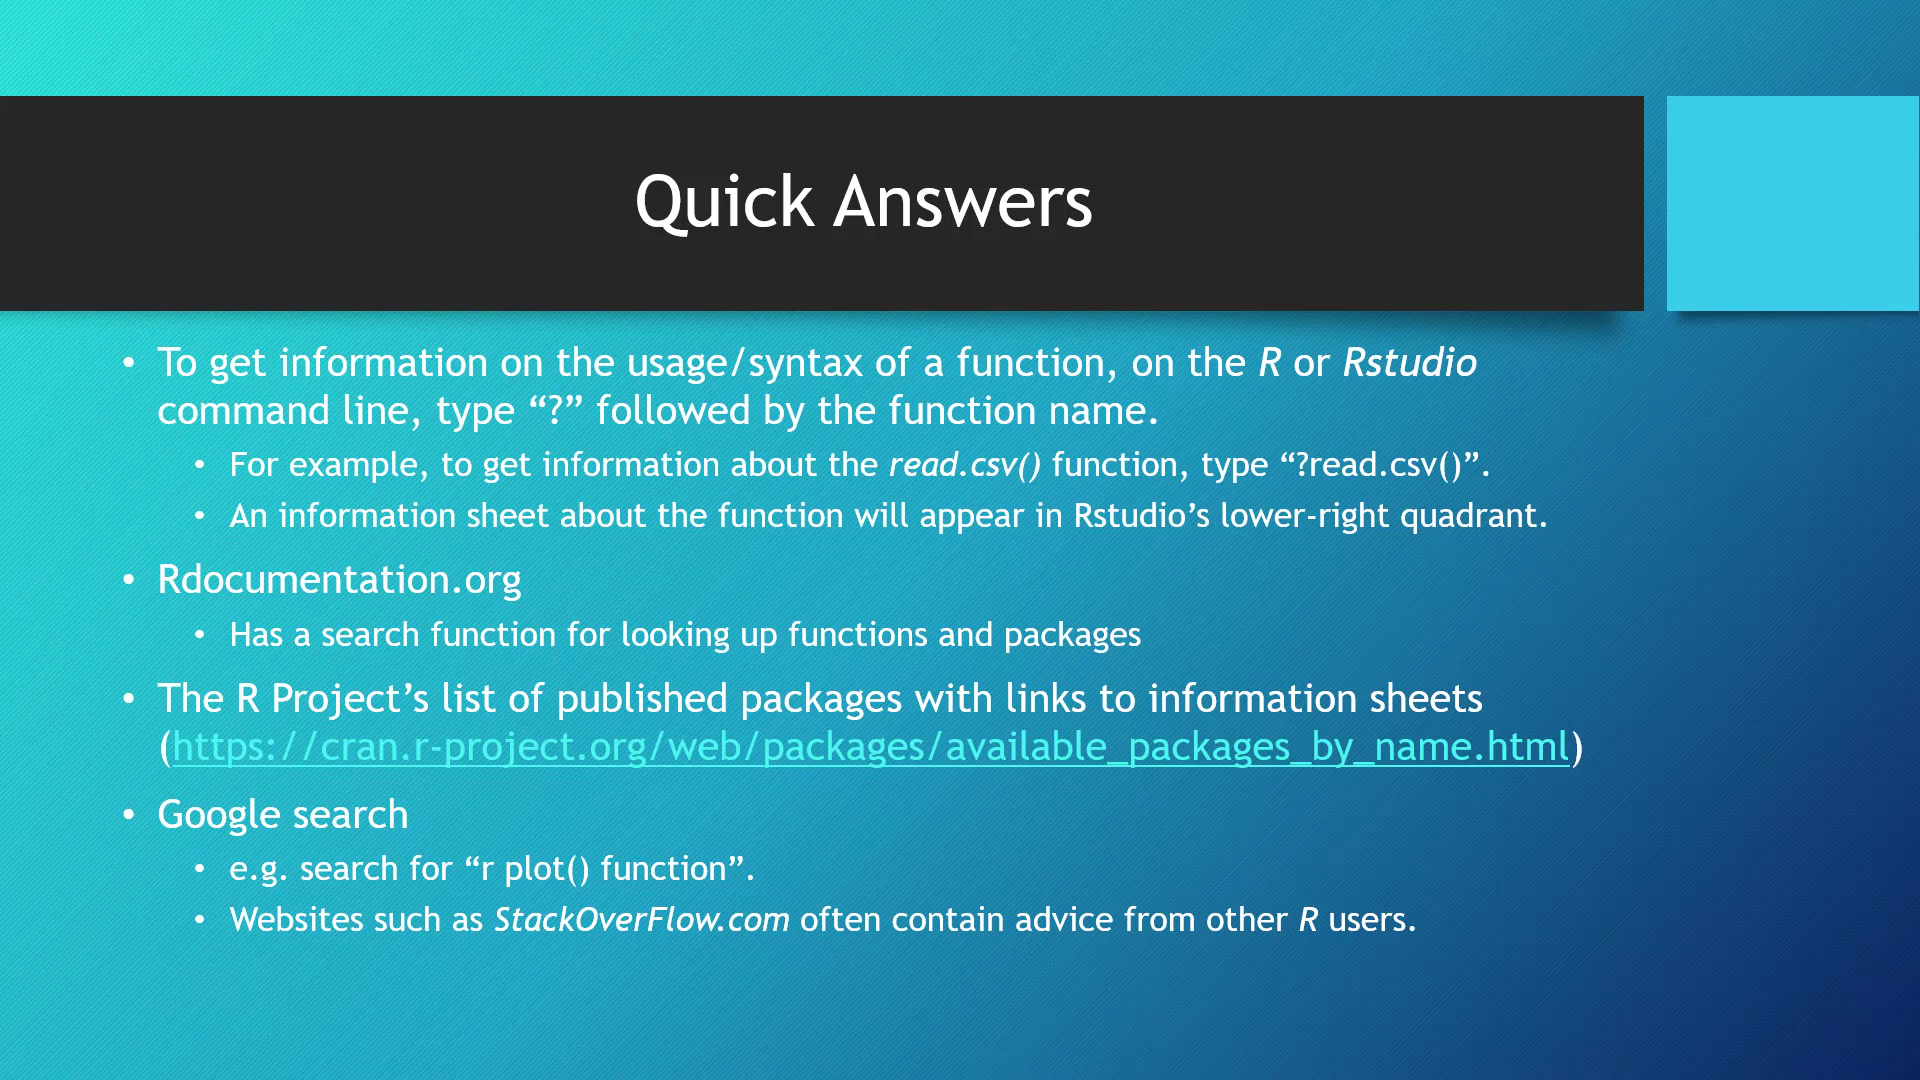 Quick Answers
• To get information on the usage/syntax of a function, on the R or Rstudio
command line, type “?” followed by the function name.
• For example, to get information about the read.csv() function, type “?read.csv()”.
• An information sheet about the function will appear in Rstudio’s lower-right quadrant.
• Rdocumentation.org
• Has a search function for looking up functions and packages
• The R Project’s list of published packages with links to information sheets
(https://cran.r-project.org/web/packages/available_packages_by_name.html)
• Google search
• e.g. search for “r plot() function”.
• Websites such as StackOverFlow.com often contain advice from other R users.